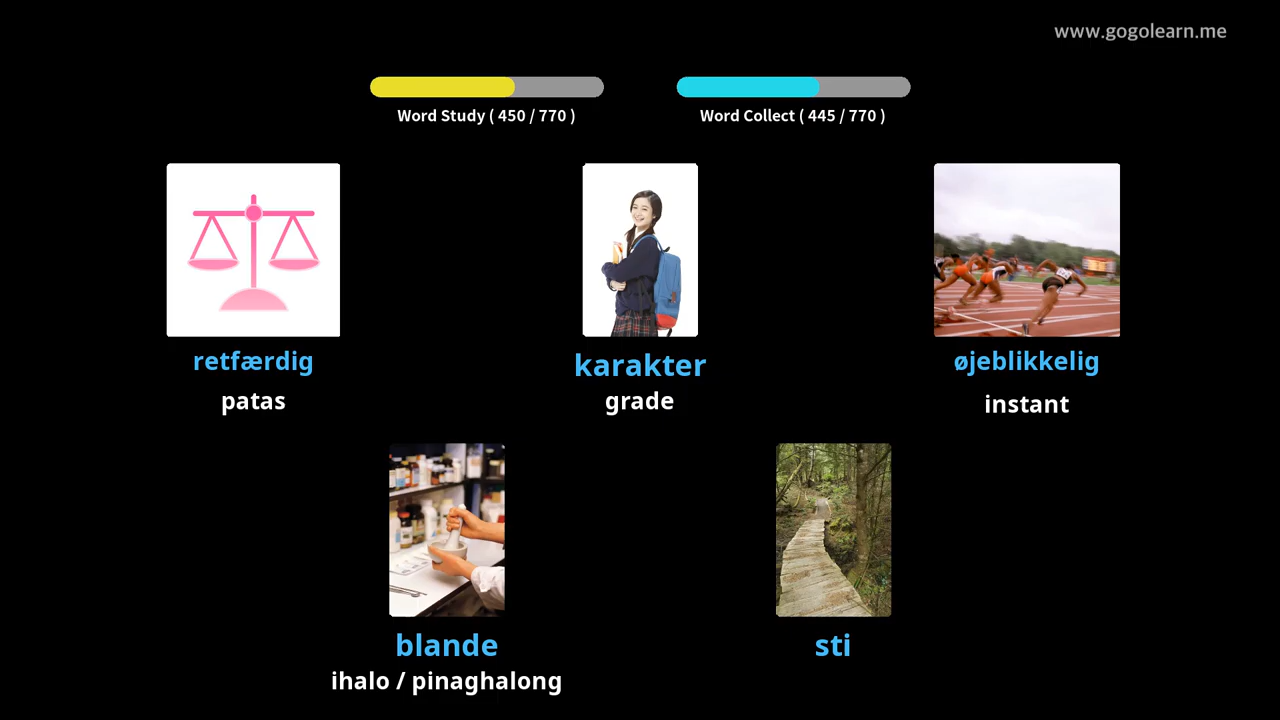 www.gogolearn.me
Word Study ( 450 / 770 )
Word Collect ( 445 / 770 )
retfærdig
patas
karakter
grade
øjeblikkelig
instant
blande
ihalo / pinaghalong
sti